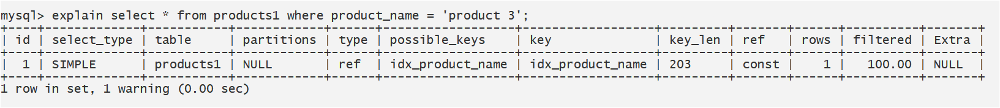 mysql> explain select * from products1 where product_name = 'product 3';
+----+-------------+-----------+------------+------+------------------+------------------+---------+-------+------+----------+-------+
| id | select_type | table     | partitions | type | possible_keys    | key              | key_len | ref   | rows | filtered | Extra |
+----+-------------+-----------+------------+------+------------------+------------------+---------+-------+------+----------+-------+
|  1 | SIMPLE      | products1 | NULL       | ref  | idx_product_name | idx_product_name | 203     | const |    1 |   100.00 | NULL  |
+----+-------------+-----------+------------+------+------------------+------------------+---------+-------+------+----------+-------+
1 row in set, 1 warning (0.00 sec)